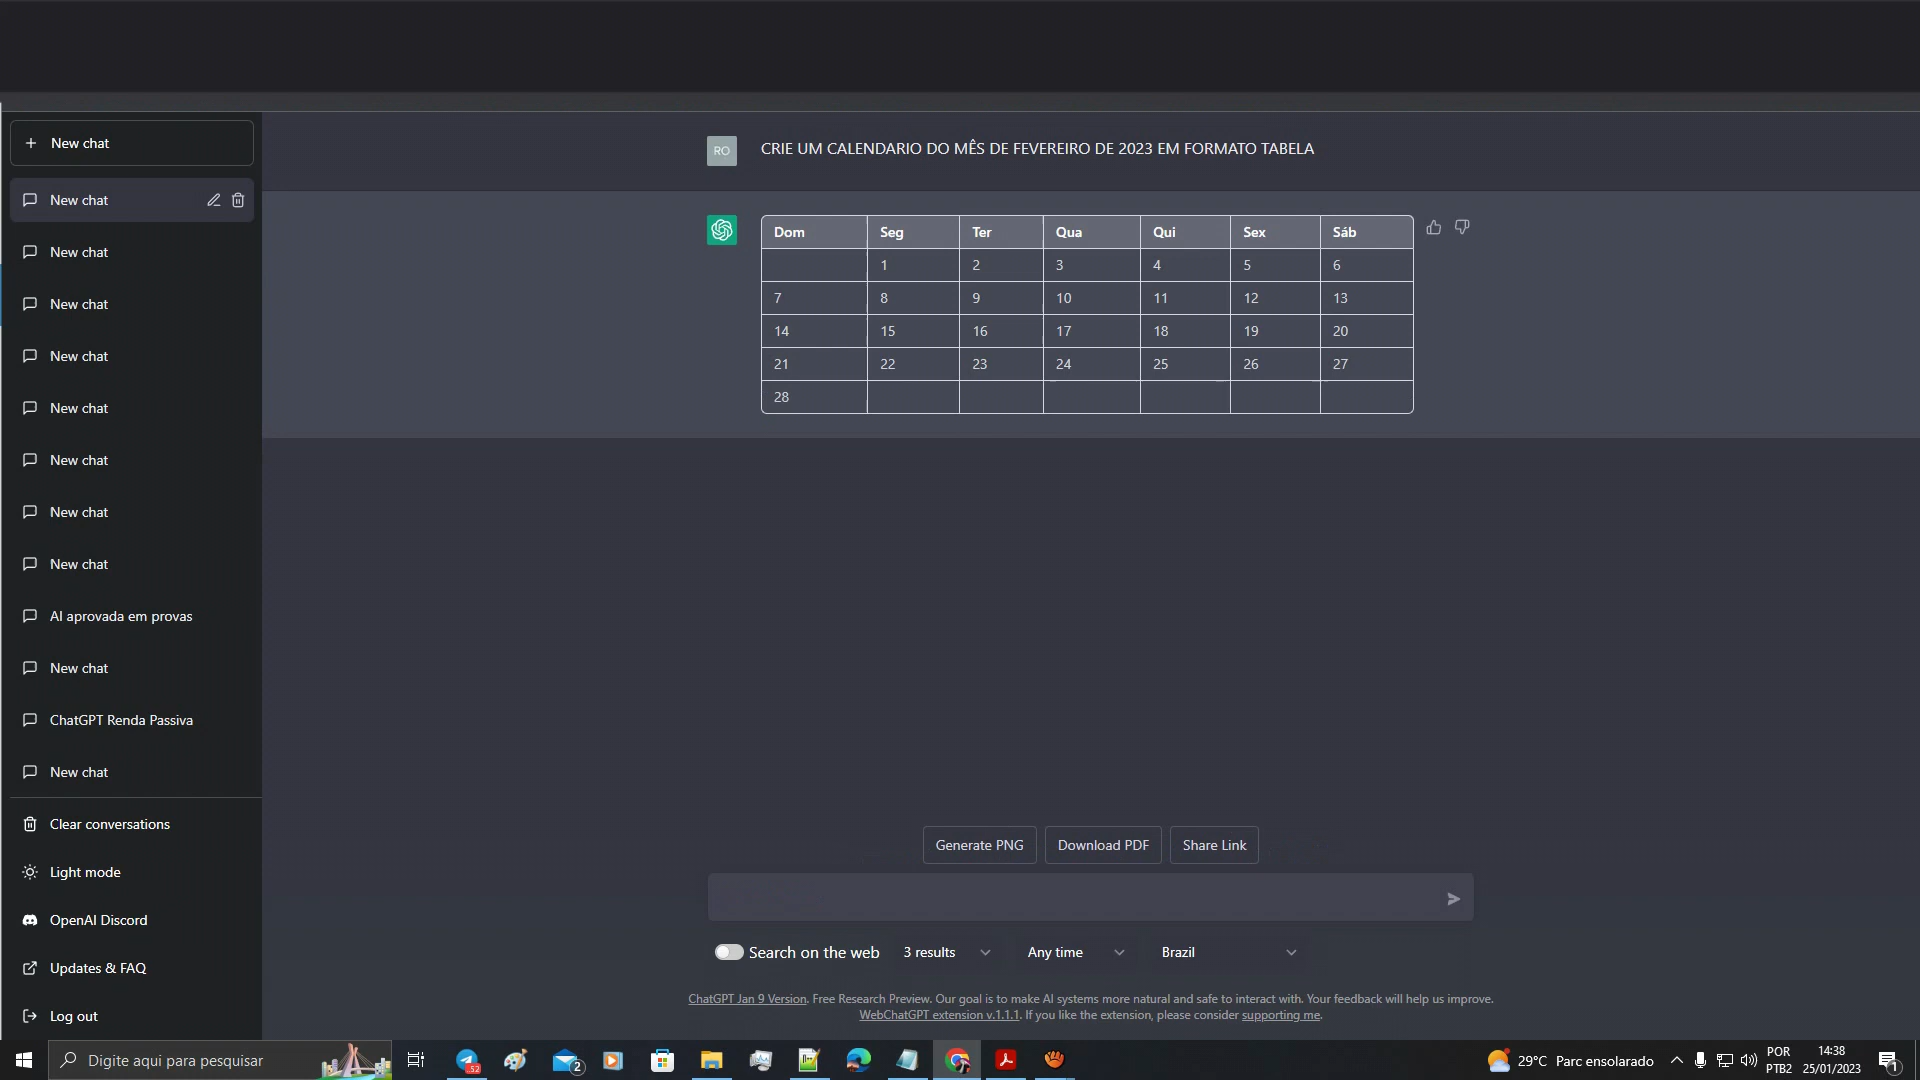 New chat
New chat
New chat
New chat
New chat
New chat
New chat
New chat
New chat
AI aprovada em provas
New chat
ChatGPT Renda Passiva
New chat
Clear conversations
Light mode
OpenAI Discord
Updates & FAQ
Log out
RO
CRIE UM CALENDARIO DO MÊS DE FEVEREIRO DE 2023 EM FORMATO TABELA
Dom Seg Ter Qua Qui Sex Sáb
1 2 3 4 5 6
7 8 9 10 11 12 13
14 15 16 17 18 19 20
21 22 23 24 25 26 27
28
Generate PNG Download PDF Share Link
Search on the web 3 results Any time Brazil
ChatGPT Jan 9 Version. Free Research Preview. Our goal is to make AI systems more natural and safe to interact with. Your feedback will help us improve.
WebChatGPT extension v.1.1.1. If you like the extension, please consider supporting me.
Digite aqui para pesquisar
52
2
29°C Parc ensolarado
POR
PTB2
14:38
25/01/2023
1